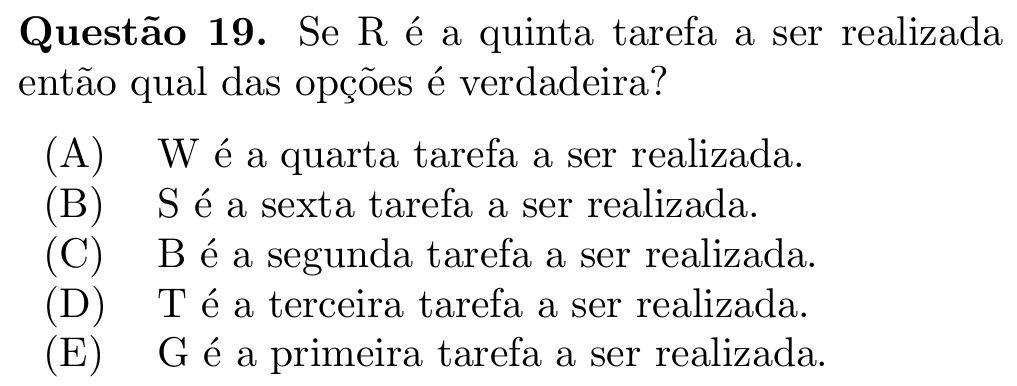 Questão 19. Se R é a quinta tarefa a ser realizada
então qual das opções é verdadeira?
(A) W é a quarta tarefa a ser realizada.
(B) S é a sexta tarefa a ser realizada.
(C) B é a segunda tarefa a ser realizada.
(D) T é a terceira tarefa a ser realizada.
(E) G é a primeira tarefa a ser realizada.